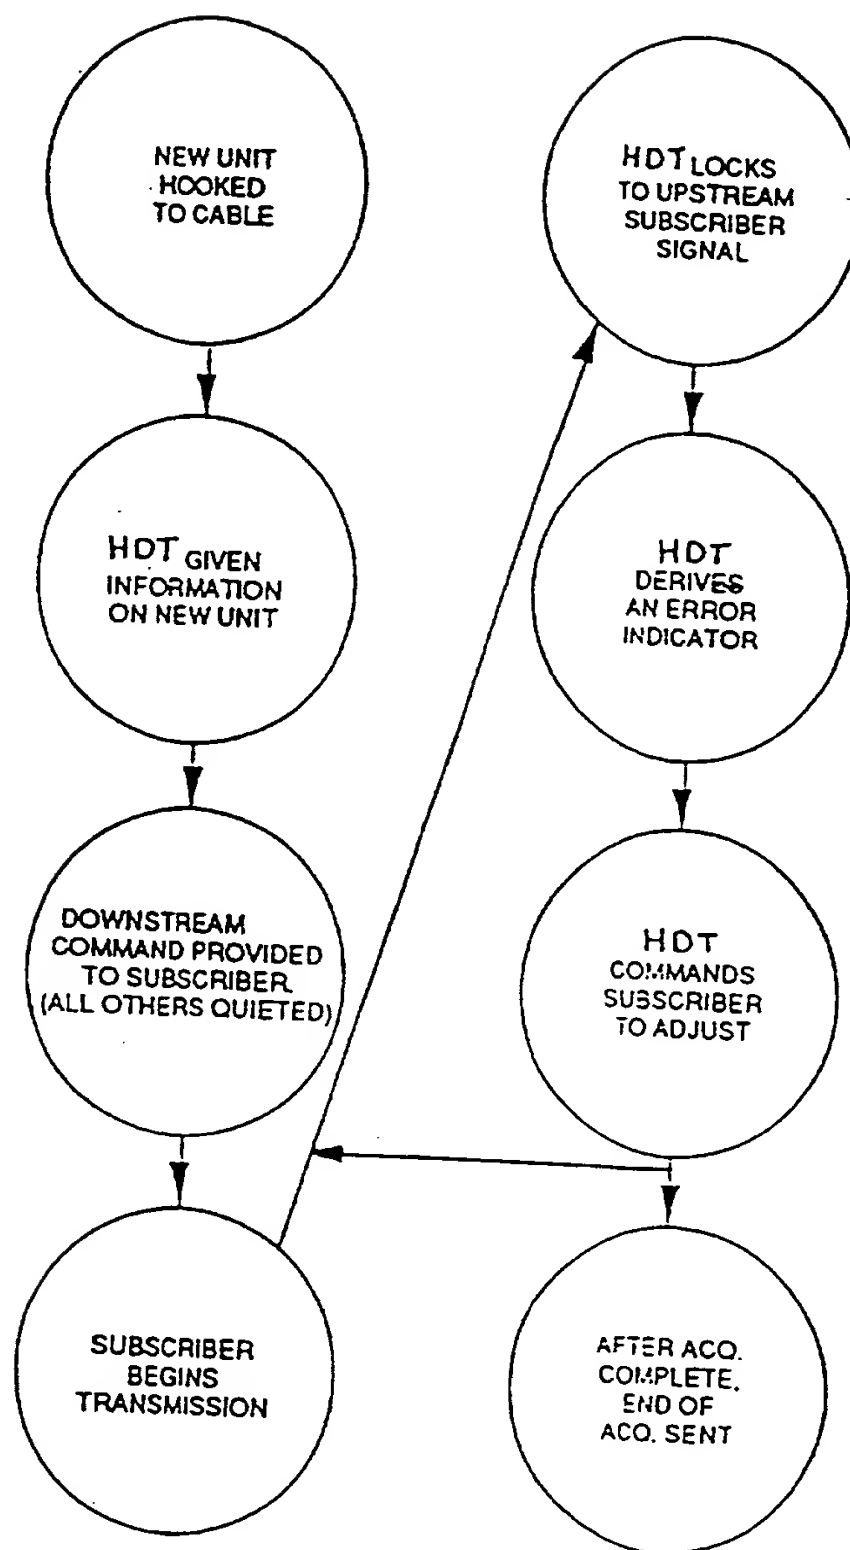 NEW UNIT
HOOKED
TO CABLE
HDT GIVEN
INFORMATION
ON NEW UNIT
DOWNSTREAM
COMMAND PROVIDED
TO SUBSCRIBER.
(ALL OTHERS QUIETED)
SUBSCRIBER
BEGINS
TRANSMISSION
HDT LOCKS
TO UPSTREAM
SUBSCRIBER
SIGNAL
HDT
DERIVES
AN ERROR
INDICATOR
HDT
COMMANDS
SUBSCRIBER
TO ADJUST
AFTER ACQ.
COMPLETE,
END OF
ACQ. SENT